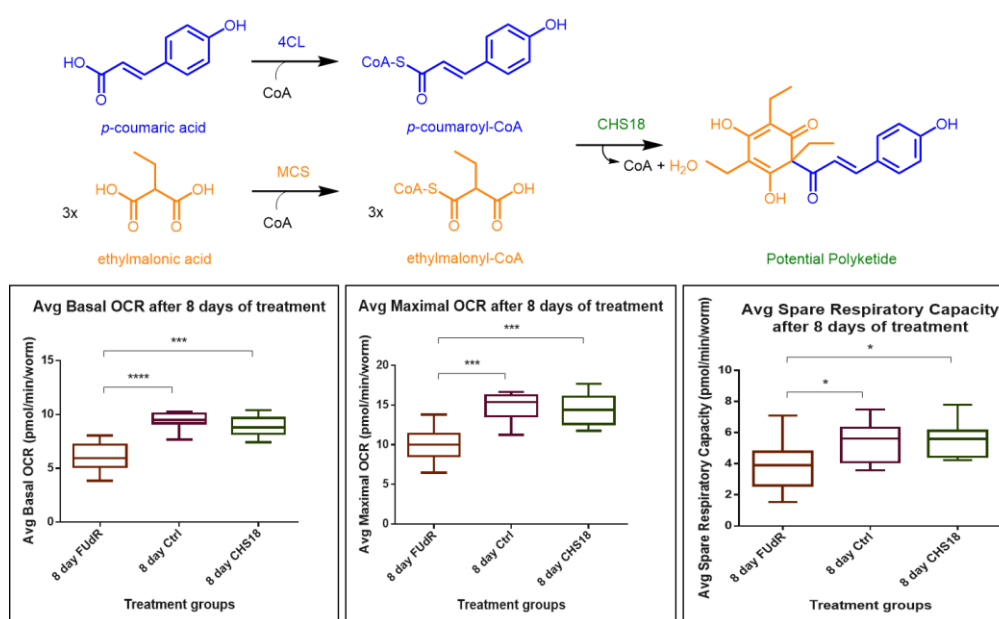 OH
4CL
OH
HO
O
CoA
CoA-S
O
p-coumaric acid
p-coumaroyl-CoA
CHS18
CoA + H2O
HO
O
OH
O
O
OH
OH
HO
OH
O
O
3x
MCS
CoA
CoA-S
OH
O
O
3x
ethylmalonic acid
ethylmalonyl-CoA
Potential Polyketide
Avg Basal OCR after 8 days of treatment
***
****
Avg Basal OCR (pmol/min/worm)
15
10
5
0
8 day FUdR
8 day Ctrl
8 day CHS18
Treatment groups
Avg Maximal OCR after 8 days of treatment
***
***
Avg Maximal OCR (pmol/min/worm)
20
15
10
5
0
8 day FUdR
8 day Ctrl
8 day CHS18
Treatment groups
Avg Spare Respiratory Capacity
after 8 days of treatment
*
*
Avg Spare Respiratory Capacity (pmol/min/worm)
10
8
6
4
2
0
8 day FUdR
8 day Ctrl
8 day CHS18
Treatment groups